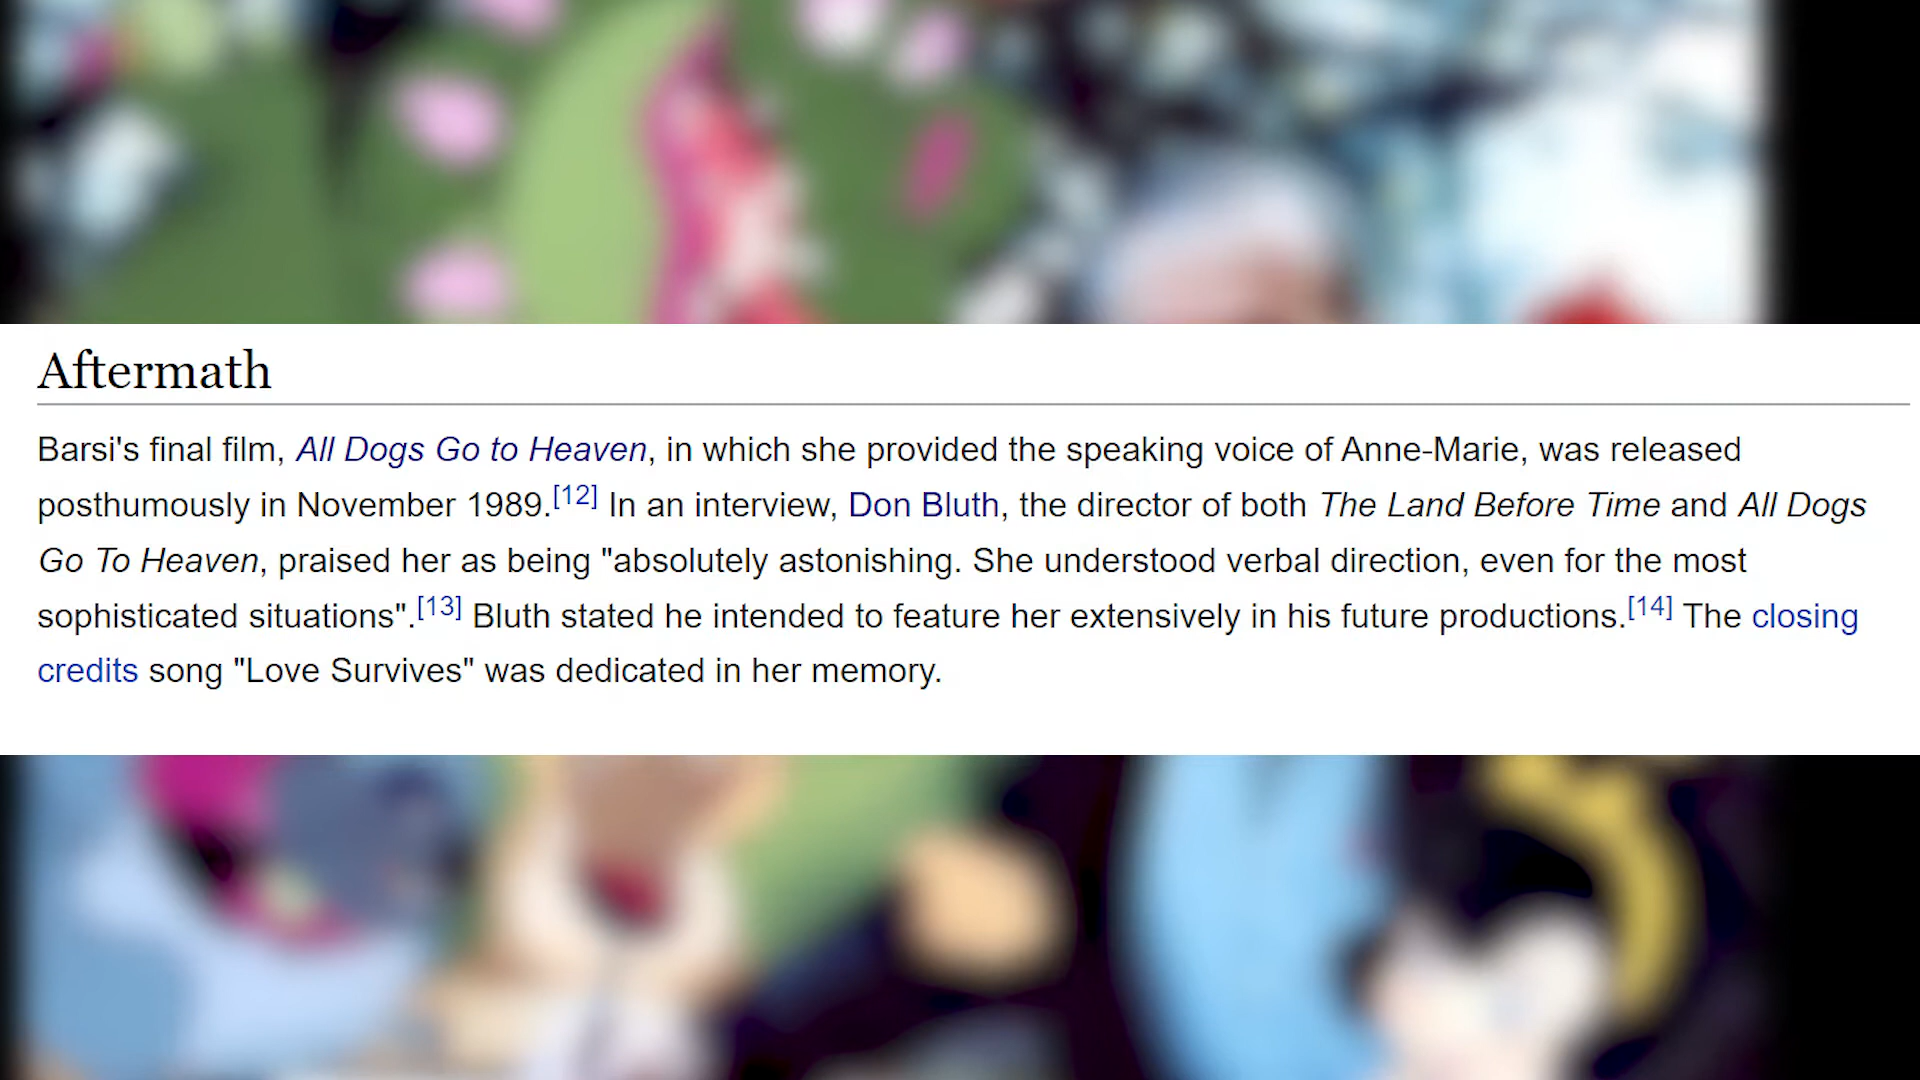 Aftermath
Barsi's final film, All Dogs Go to Heaven, in which she provided the speaking voice of Anne-Marie, was released
posthumously in November 1989.[12] In an interview, Don Bluth, the director of both The Land Before Time and All Dogs
Go To Heaven, praised her as being "absolutely astonishing. She understood verbal direction, even for the most
sophisticated situations".[13] Bluth stated he intended to feature her extensively in his future productions.[14] The closing
credits song "Love Survives" was dedicated in her memory.